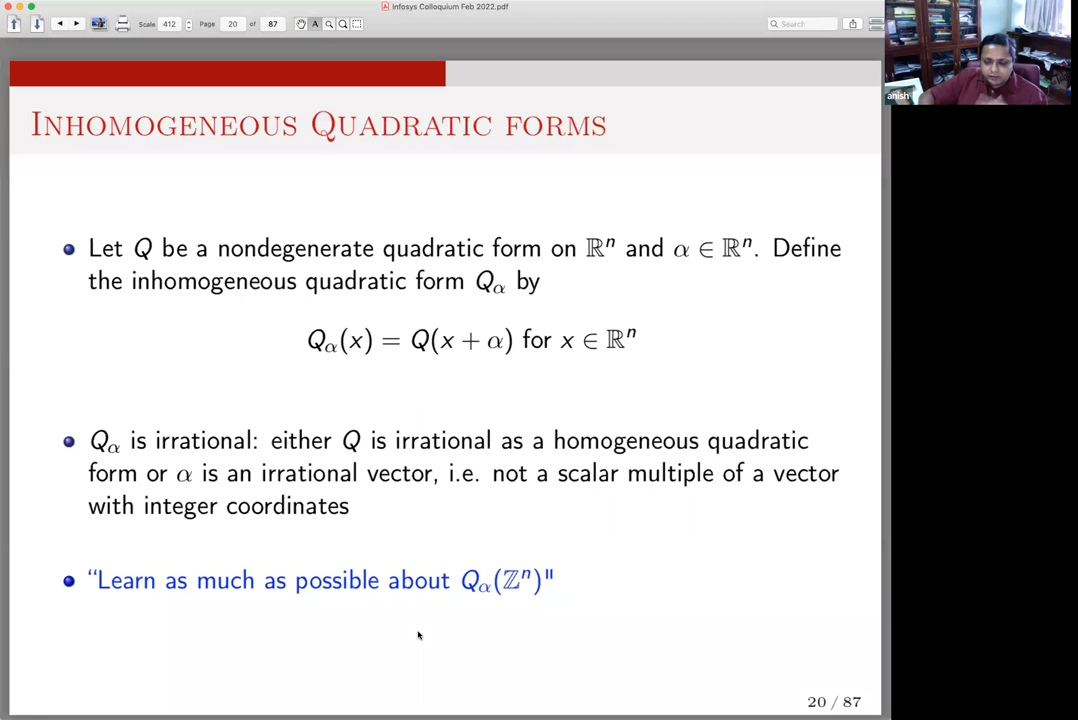 Infosys Colloquium Feb 2022.pdf
Scale 412 Page 20 of 87 A Search
anish
INHOMOGENEOUS QUADRATIC FORMS
Let Q be a nondegenerate quadratic form on ℝⁿ and α ∈ ℝⁿ. Define
the inhomogeneous quadratic form Q_α by
Q_α(x) = Q(x + α) for x ∈ ℝⁿ
Q_α is irrational: either Q is irrational as a homogeneous quadratic
form or α is an irrational vector, i.e. not a scalar multiple of a vector
with integer coordinates
“Learn as much as possible about Q_α(ℤⁿ)"
20 / 87